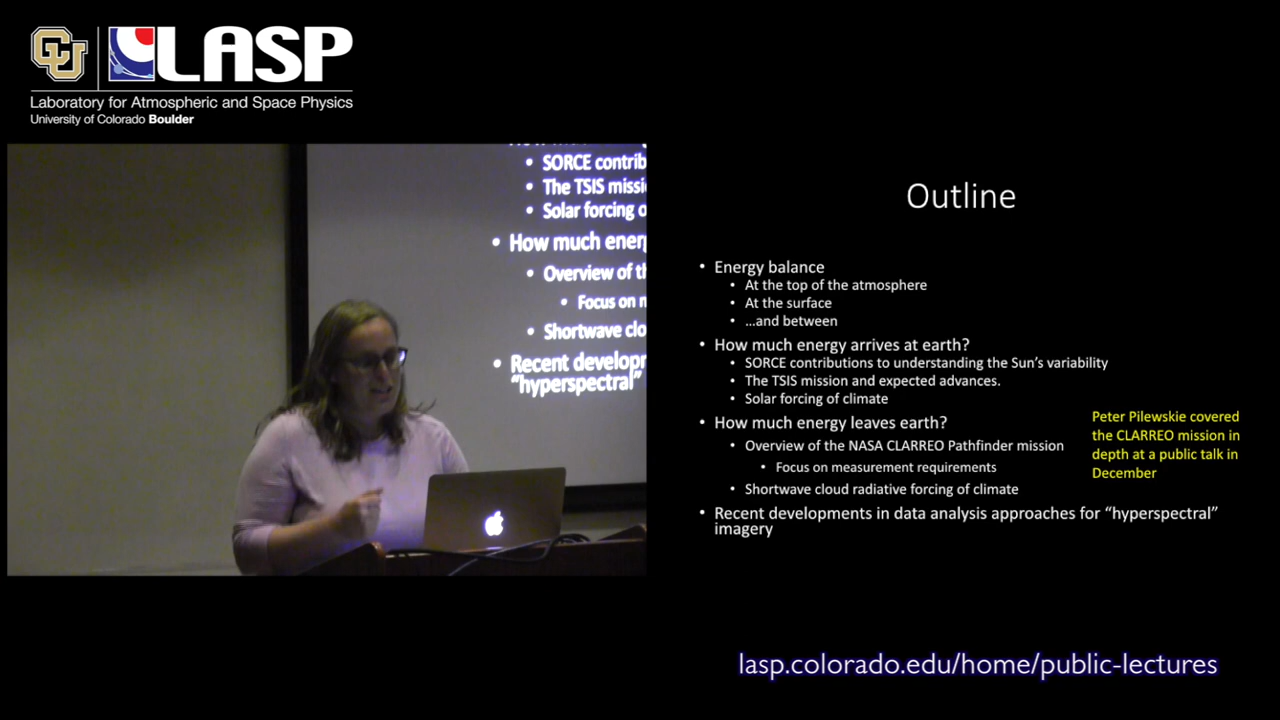 CU
LASP
Laboratory for Atmospheric and Space Physics
University of Colorado Boulder
• SORCE contrib
• The TSIS missi
• Solar forcing o
• How much ener
• Overview of th
• Focus on m
• Shortwave clo
• Recent develop
"hyperspectral"
Outline
• Energy balance
• At the top of the atmosphere
• At the surface
• …and between
• How much energy arrives at earth?
• SORCE contributions to understanding the Sun's variability
• The TSIS mission and expected advances.
• Solar forcing of climate
• How much energy leaves earth?
• Overview of the NASA CLARREO Pathfinder mission
• Focus on measurement requirements
• Shortwave cloud radiative forcing of climate
• Recent developments in data analysis approaches for "hyperspectral"
imagery
Peter Pilewskie covered
the CLARREO mission in
depth at a public talk in
December
lasp.colorado.edu/home/public-lectures